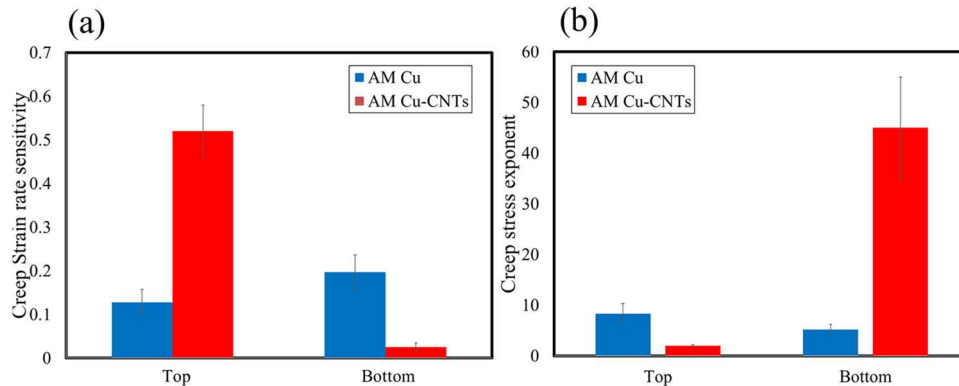 (a)
Creep Strain rate sensitivity
0.7
0.6
0.5
0.4
0.3
0.2
0.1
0
AM Cu
AM Cu-CNTs
Top
Bottom
(b)
Creep stress exponent
60
50
40
30
20
10
0
AM Cu
AM Cu-CNTs
Top
Bottom